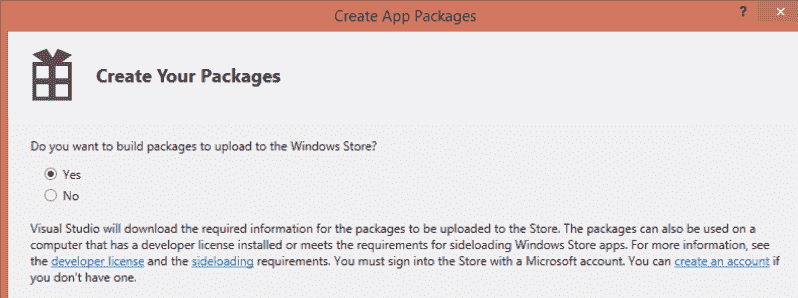 Create App Packages
?
Create Your Packages
Do you want to build packages to upload to the Windows Store?
Yes
No
Visual Studio will download the required information for the packages to be uploaded to the Store. The packages can also be used on a
computer that has a developer license installed or meets the requirements for sideloading Windows Store apps. For more information, see
the developer license and the sideloading requirements. You must sign into the Store with a Microsoft account. You can create an account if
you don't have one.